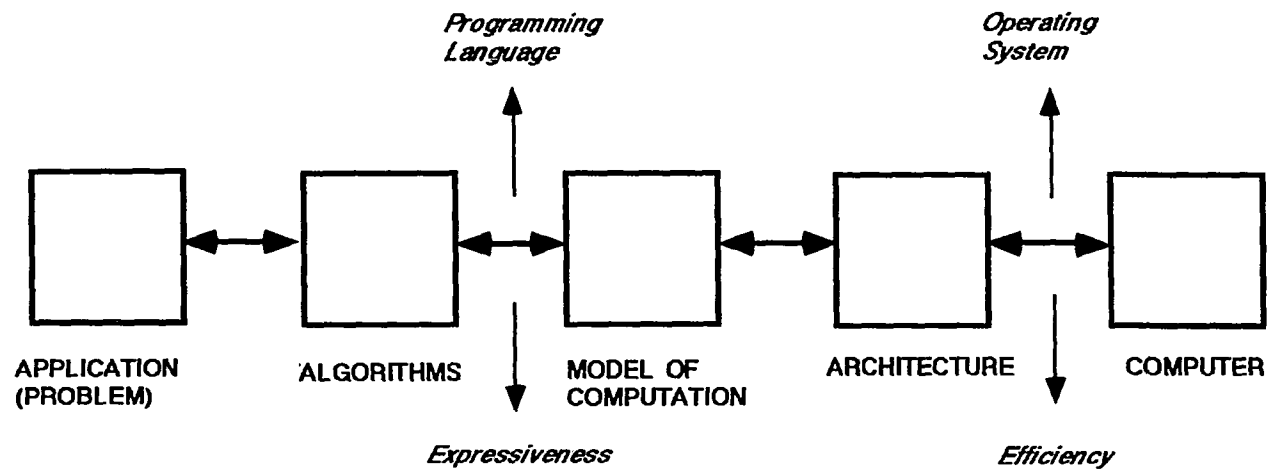 Programming
Language
Operating
System
APPLICATION
(PROBLEM)
ALGORITHMS
MODEL OF
COMPUTATION
ARCHITECTURE
COMPUTER
Expressiveness
Efficiency